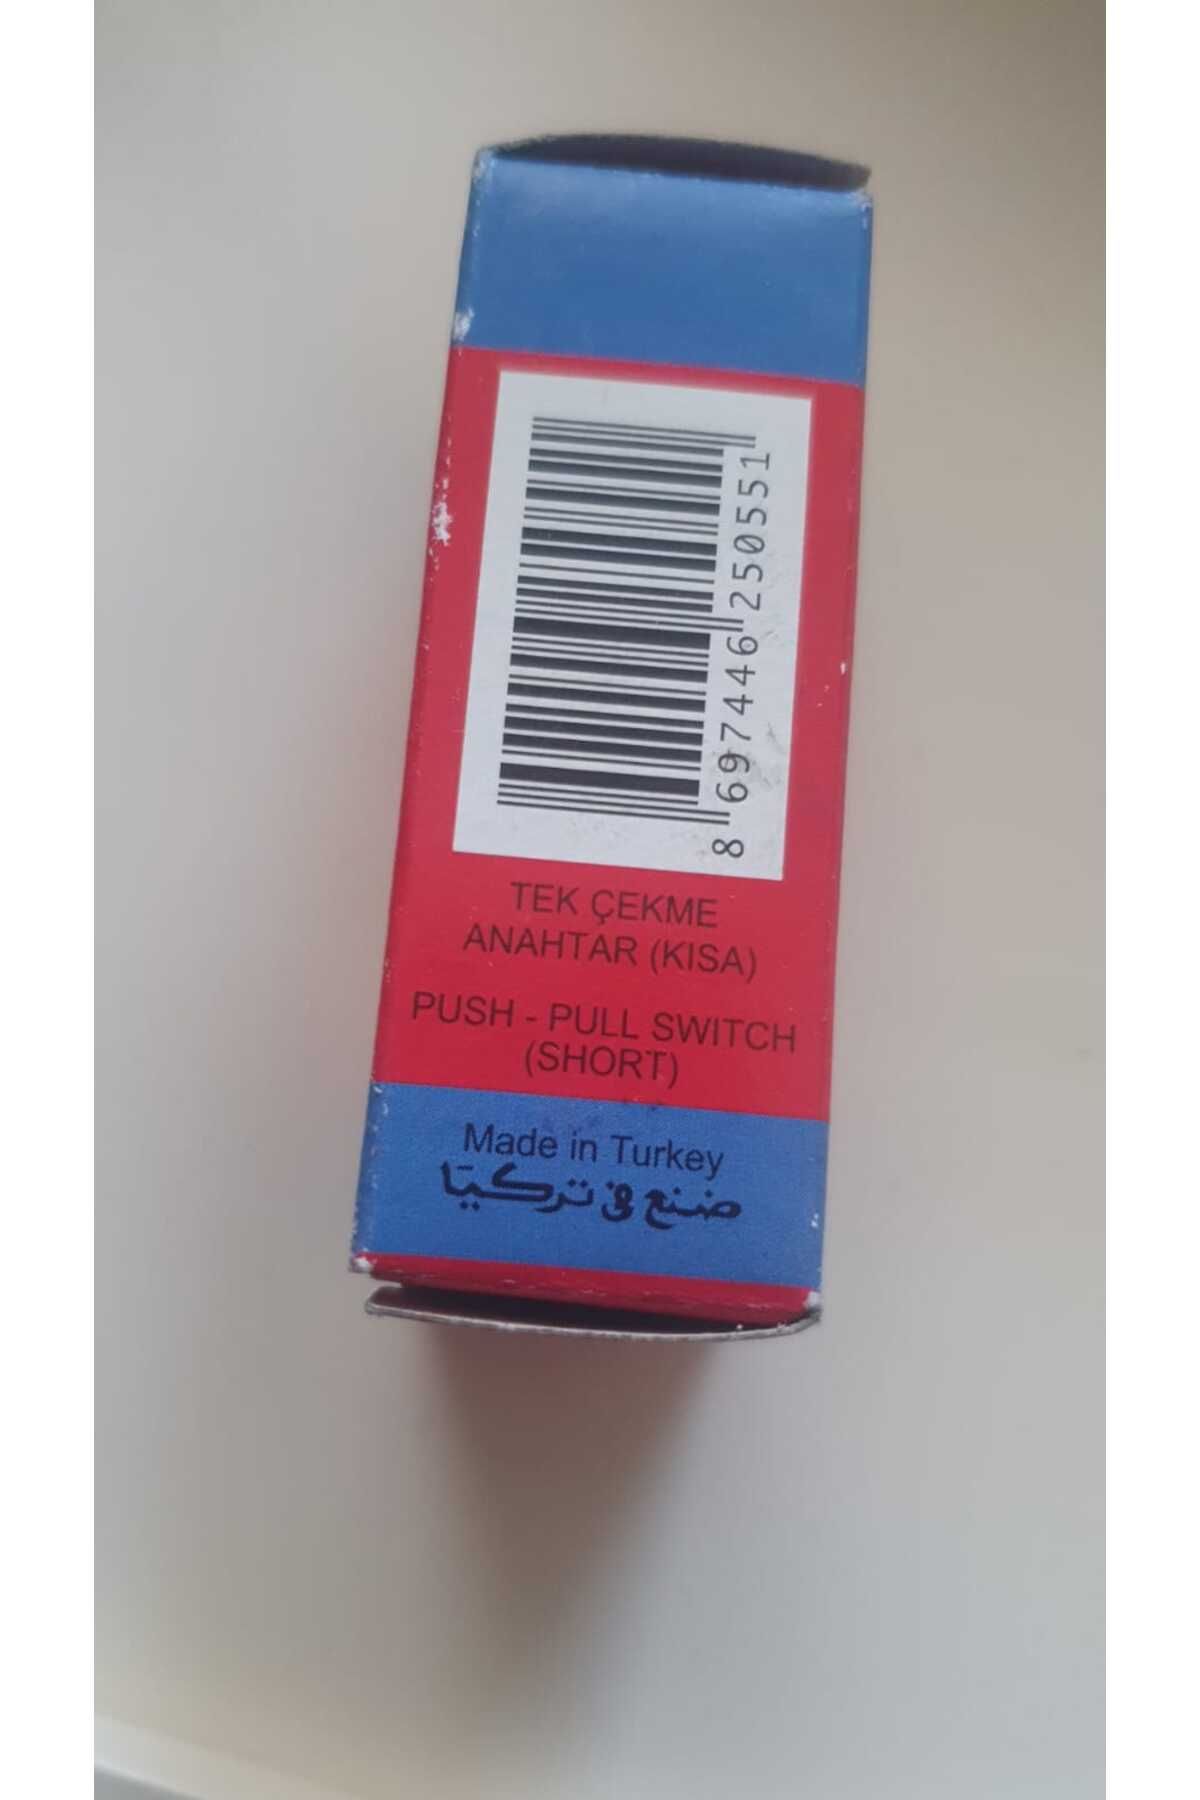 8 697446 250551
TEK ÇEKME
ANAHTAR (KISA)
PUSH - PULL SWITCH
(SHORT)
Made in Turkey
صنع في تركيا